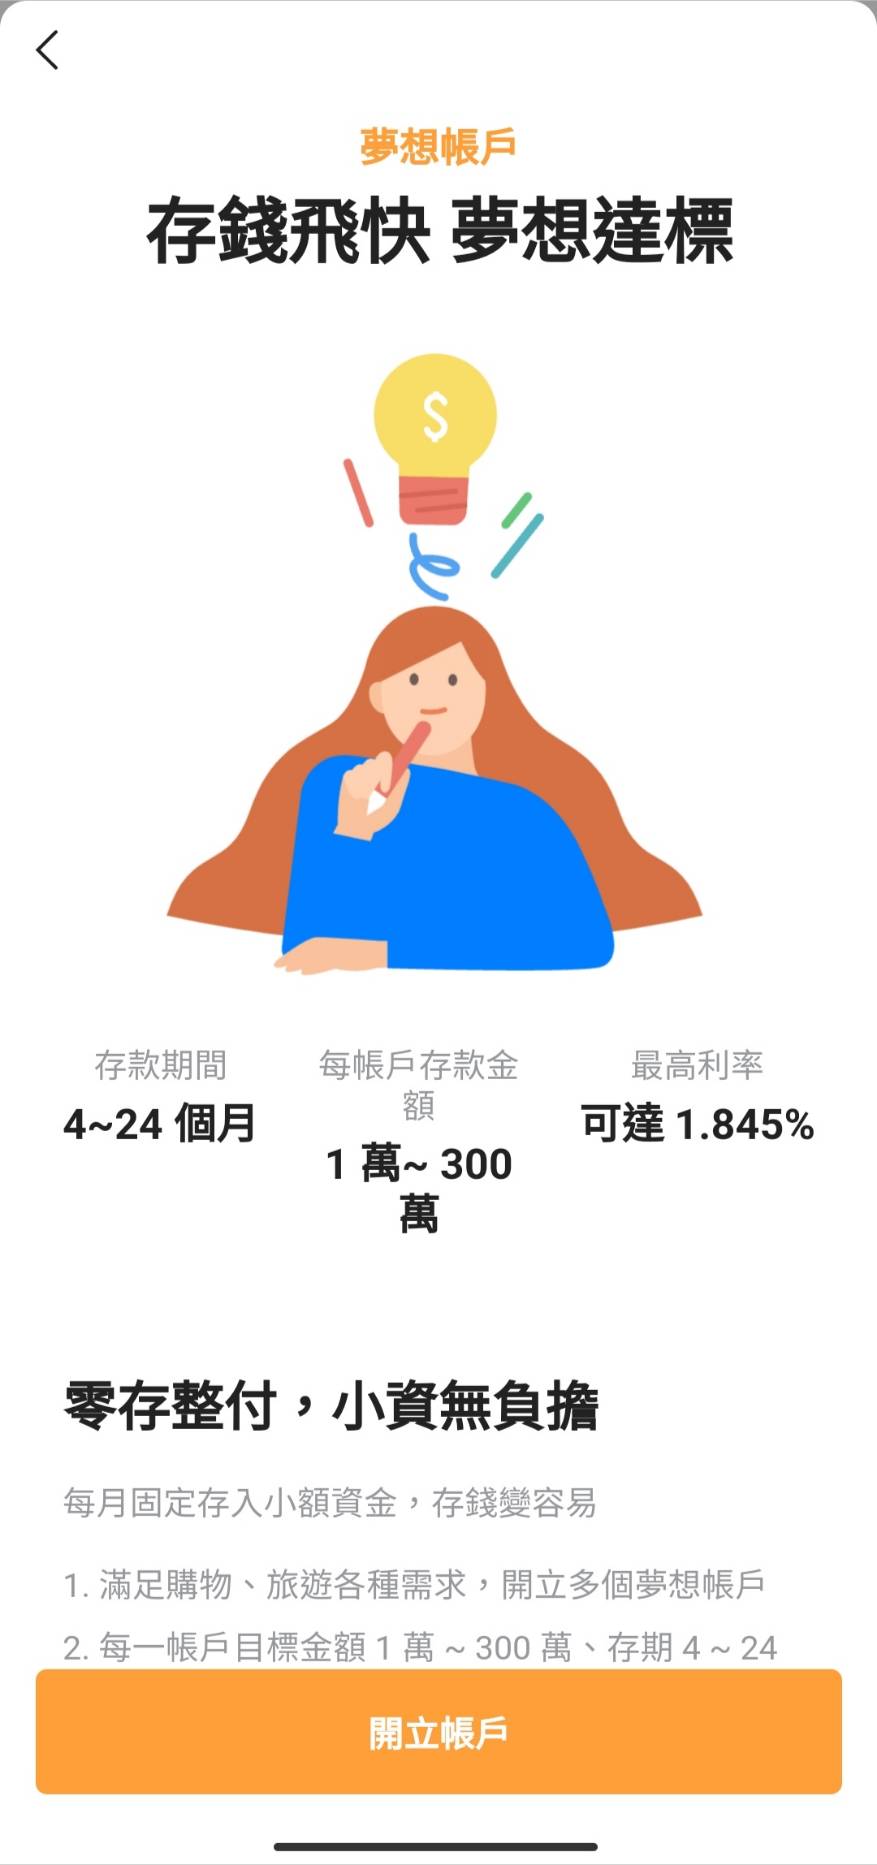 夢想帳戶
存錢飛快 夢想達標
$
存款期間
4~24 個月
每帳戶存款金
額
1 萬~ 300
萬
最高利率
可達 1.845%
零存整付，小資無負擔
每月固定存入小額資金，存錢變容易
1. 滿足購物、旅遊各種需求，開立多個夢想帳戶
2. 每一帳戶目標金額 1 萬 ~ 300 萬、存期 4 ~ 24
開立帳戶